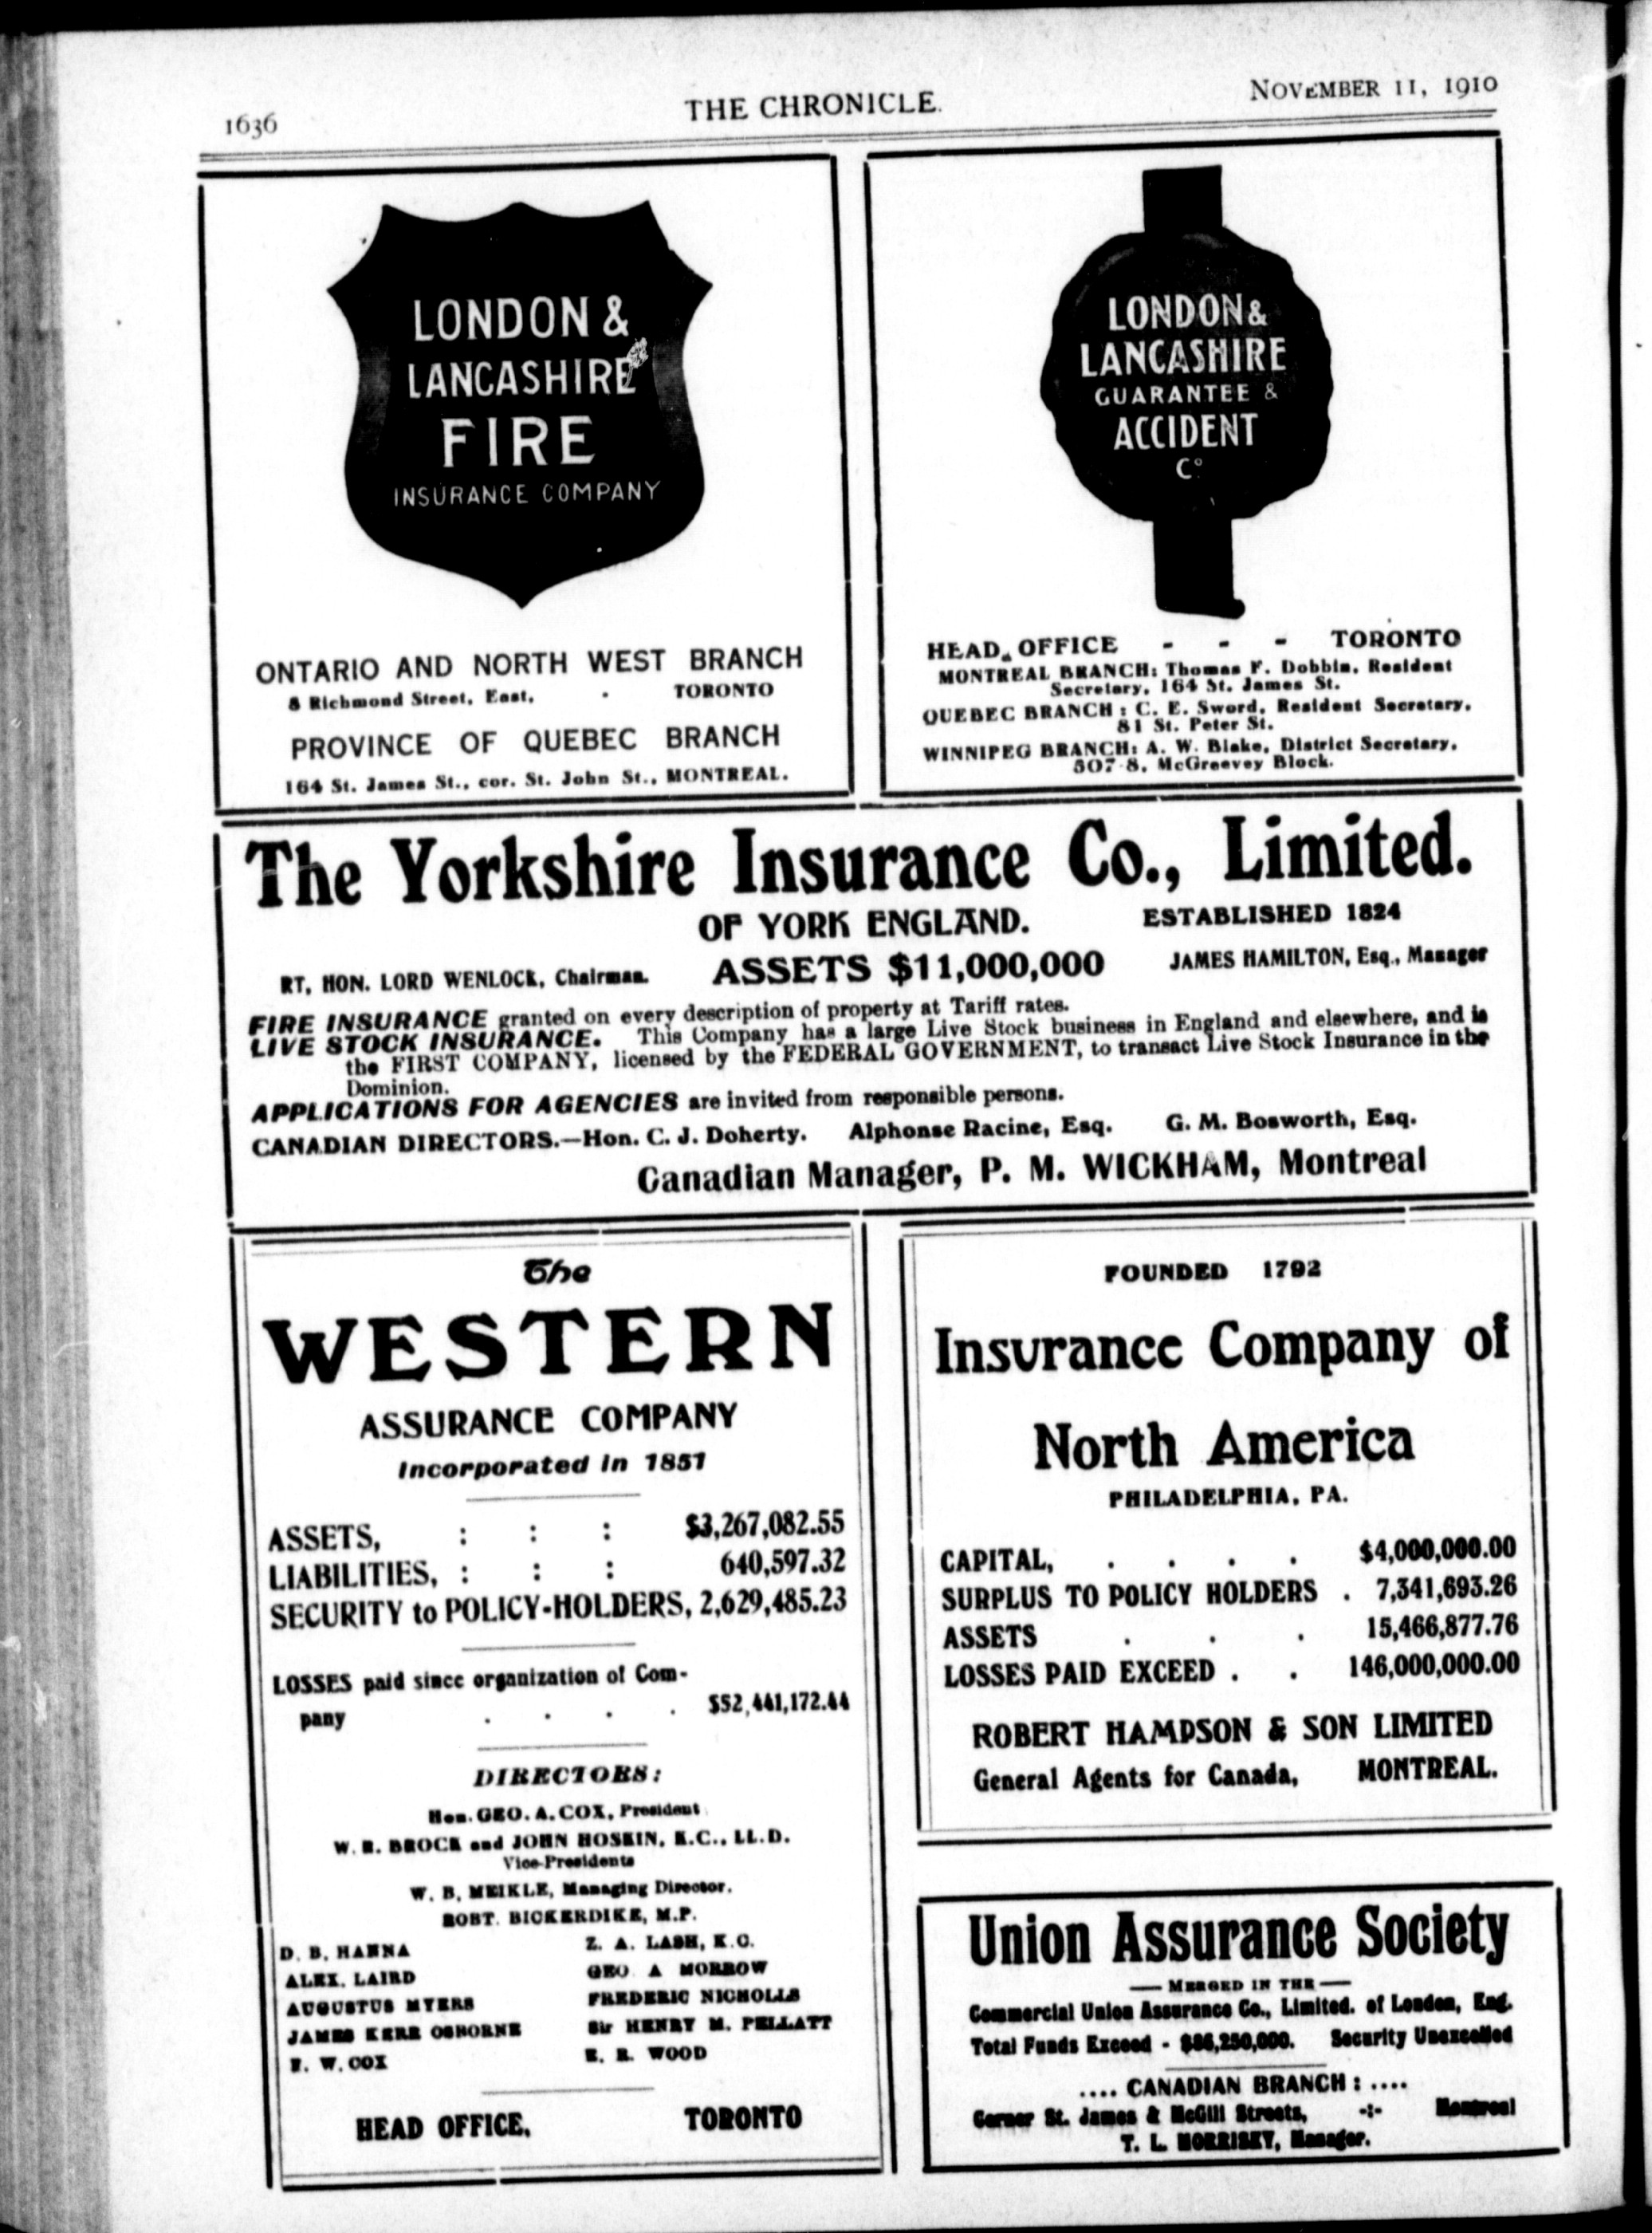 1636
THE CHRONICLE.
NOVEMBER 11, 1910
LONDON &
LANCASHIRE
FIRE
INSURANCE COMPANY
ONTARIO AND NORTH WEST BRANCH
8 Richmond Street, East, . TORONTO
PROVINCE OF QUEBEC BRANCH
164 St. James St., cor. St. John St., MONTREAL.
LONDON &
LANCASHIRE
GUARANTEE &
ACCIDENT
Co
HEAD OFFICE - - - TORONTO
MONTREAL BRANCH: Thomas F. Dobbin, Resident
Secretary, 164 St. James St.
QUEBEC BRANCH: C. E. Sword, Resident Secretary,
81 St. Peter St.
WINNIPEG BRANCH: A. W. Blake, District Secretary,
507-8, McGreevey Block.
The Yorkshire Insurance Co., Limited.
OF YORK ENGLAND. ESTABLISHED 1824
RT. HON. LORD WENLOCK, Chairman. ASSETS $11,000,000 JAMES HAMILTON, Esq., Manager
FIRE INSURANCE granted on every description of property at Tariff rates.
LIVE STOCK INSURANCE. This Company has a large Live Stock business in England and elsewhere, and is
the FIRST COMPANY, licensed by the FEDERAL GOVERNMENT, to transact Live Stock Insurance in the
Dominion.
APPLICATIONS FOR AGENCIES are invited from responsible persons.
CANADIAN DIRECTORS.—Hon. C. J. Doherty. Alphonse Racine, Esq. G. M. Bosworth, Esq.
Canadian Manager, P. M. WICKHAM, Montreal
The
WESTERN
ASSURANCE COMPANY
Incorporated in 1851
ASSETS, : : : $3,267,082.55
LIABILITIES, : : : 640,597.32
SECURITY to POLICY-HOLDERS, 2,629,485.23
LOSSES paid since organization of Com-
pany . . . . $52,441,172.44
DIRECTORS:
Hon. GEO. A. COX, President
W. R. BROCK and JOHN HOSKIN, K.C., LL.D.
Vice-Presidents
W. B. MEIKLE, Managing Director.
ROBT. BICKERDIKE, M.P.
D. B. HANNA Z. A. LASH, K.C.
ALEX. LAIRD GEO. A MORROW
AUGUSTUS MYERS FREDERIC NICHOLLS
JAMES KERR OSBORNE Sir HENRY M. PELLATT
E. W. COX E. R. WOOD
HEAD OFFICE, TORONTO
FOUNDED 1792
Insurance Company of
North America
PHILADELPHIA, PA.
CAPITAL, . . . . $4,000,000.00
SURPLUS TO POLICY HOLDERS . 7,341,693.26
ASSETS . . . 15,466,877.76
LOSSES PAID EXCEED . . 146,000,000.00
ROBERT HAMPSON & SON LIMITED
General Agents for Canada, MONTREAL.
Union Assurance Society
— MERGED IN THE —
Commercial Union Assurance Co., Limited. of London, Eng.
Total Funds Exceed - $86,250,000. Security Unexcelled
.... CANADIAN BRANCH: ....
Corner St. James & McGill Streets, -:- Montreal
T. L. MORRISEY, Manager.